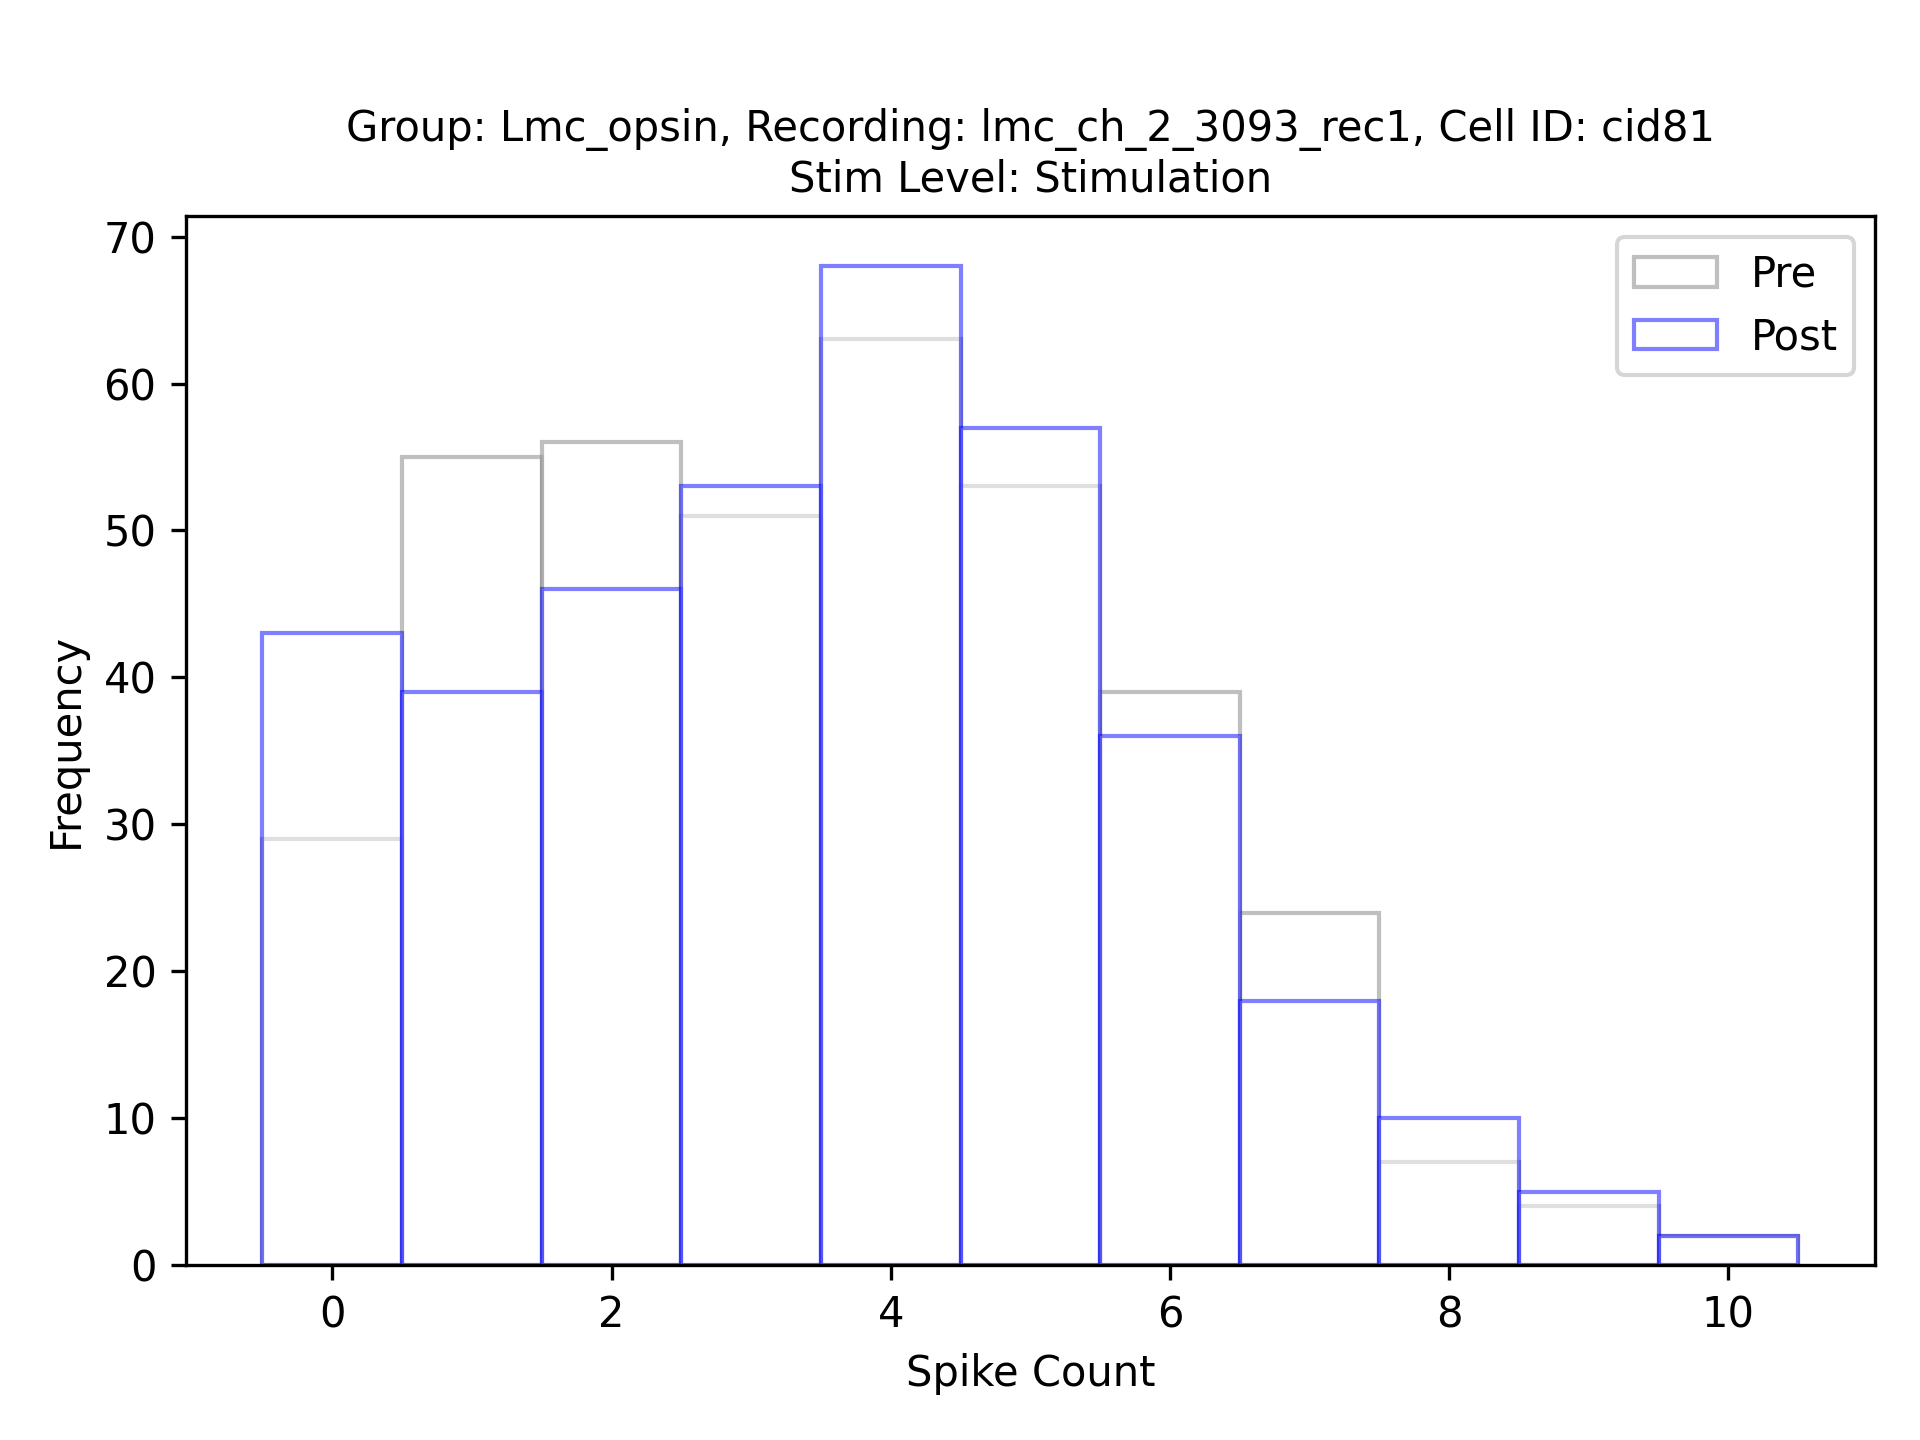 Group: Lmc_opsin, Recording: lmc_ch_2_3093_rec1, Cell ID: cid81
Stim Level: Stimulation
70
60
50
40
30
20
10
0
Frequency
Pre
Post
0 2 4 6 8 10
Spike Count